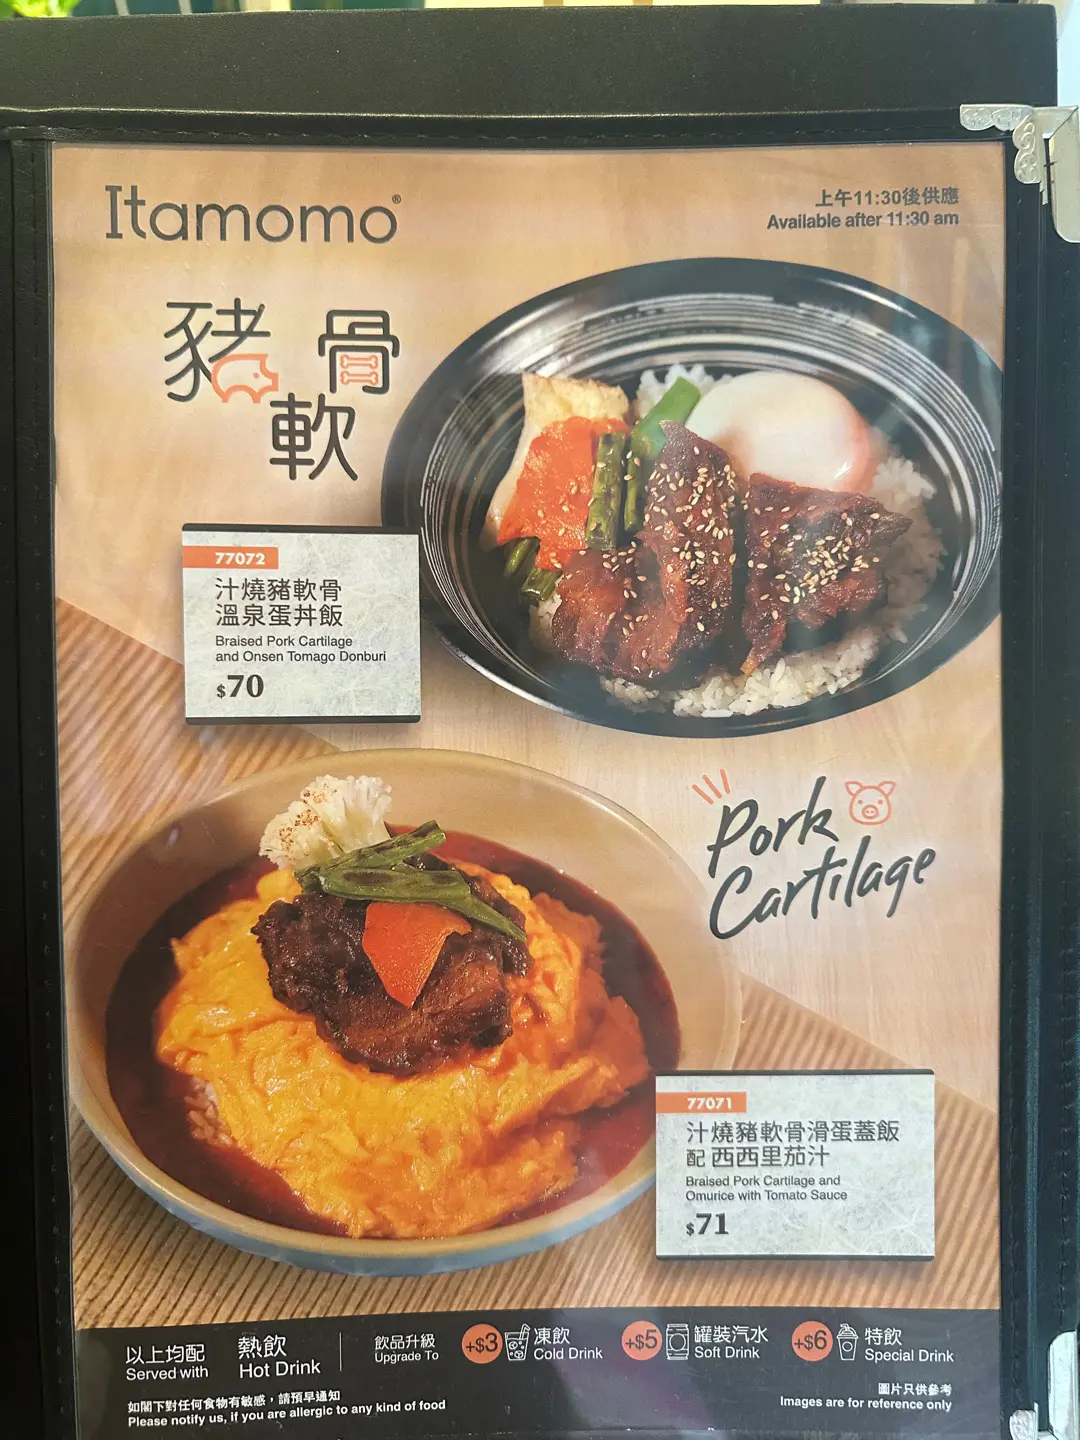 Itamomo®
上午11:30後供應
Available after 11:30 am
豬軟骨
77072
汁燒豬軟骨
溫泉蛋丼飯
Braised Pork Cartilage
and Onsen Tomago Donburi
$70
Pork
Cartilage
77071
汁燒豬軟骨滑蛋蓋飯
配 西西里茄汁
Braised Pork Cartilage and
Omurice with Tomato Sauce
$71
以上均配
Served with
熱飲
Hot Drink
飲品升級
Upgrade To
+$3
凍飲
Cold Drink
+$5
罐裝汽水
Soft Drink
+$6
特飲
Special Drink
如閣下對任何食物有敏感，請預早通知
Please notify us, if you are allergic to any kind of food
圖片只供參考
Images are for reference only